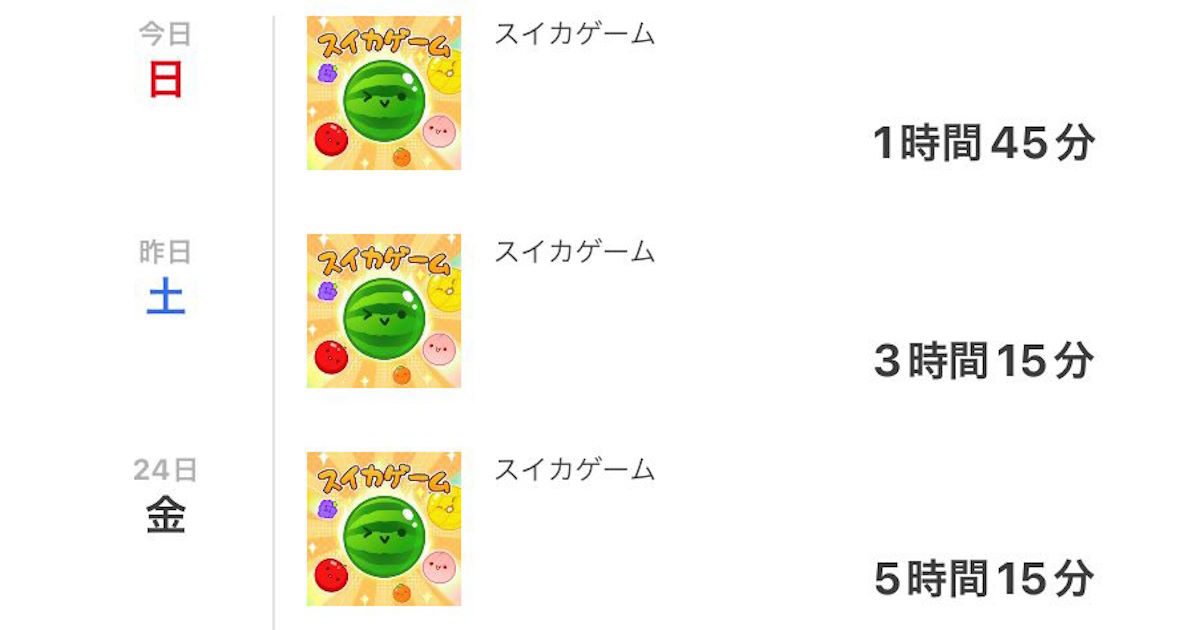 今日
日
スイカゲーム
スイカゲーム
1時間45分
昨日
土
スイカゲーム
スイカゲーム
3時間15分
24日
金
スイカゲーム
スイカゲーム
5時間15分